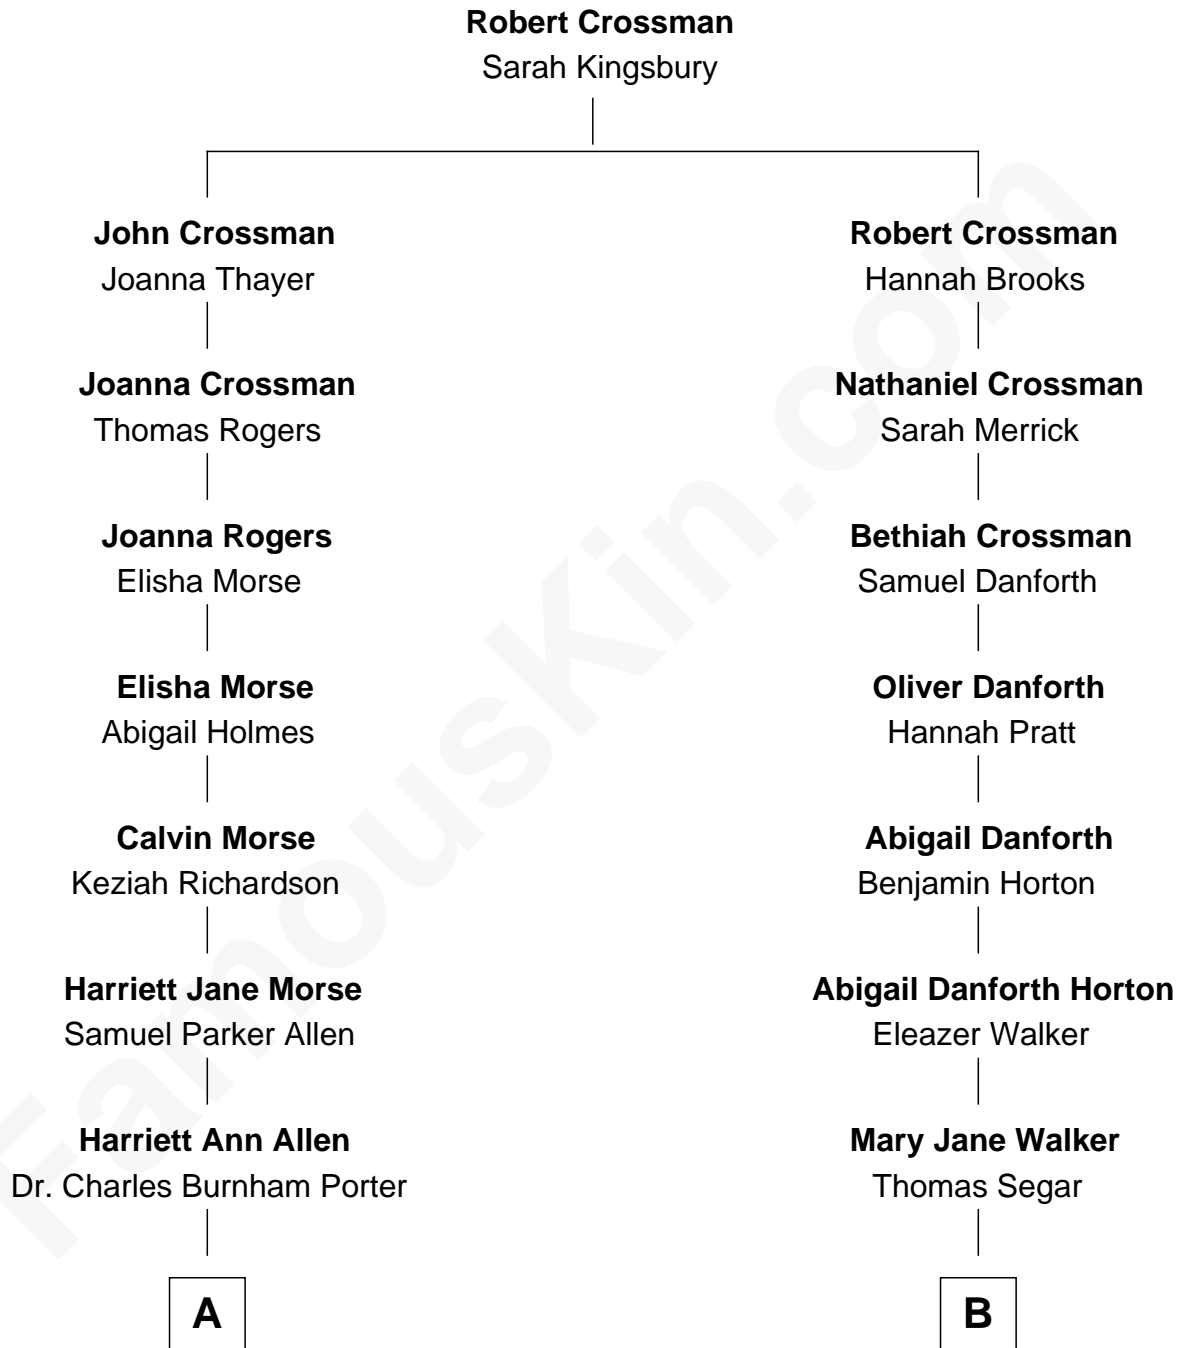 Robert Crossman
Sarah Kingsbury
John Crossman
Joanna Thayer
Robert Crossman
Hannah Brooks
Joanna Crossman
Thomas Rogers
Nathaniel Crossman
Sarah Merrick
Joanna Rogers
Elisha Morse
Bethiah Crossman
Samuel Danforth
Elisha Morse
Abigail Holmes
Oliver Danforth
Hannah Pratt
Calvin Morse
Keziah Richardson
Abigail Danforth
Benjamin Horton
Harriett Jane Morse
Samuel Parker Allen
Abigail Danforth Horton
Eleazer Walker
Harriett Ann Allen
Dr. Charles Burnham Porter
Mary Jane Walker
Thomas Segar
A
B
FamousKin.com